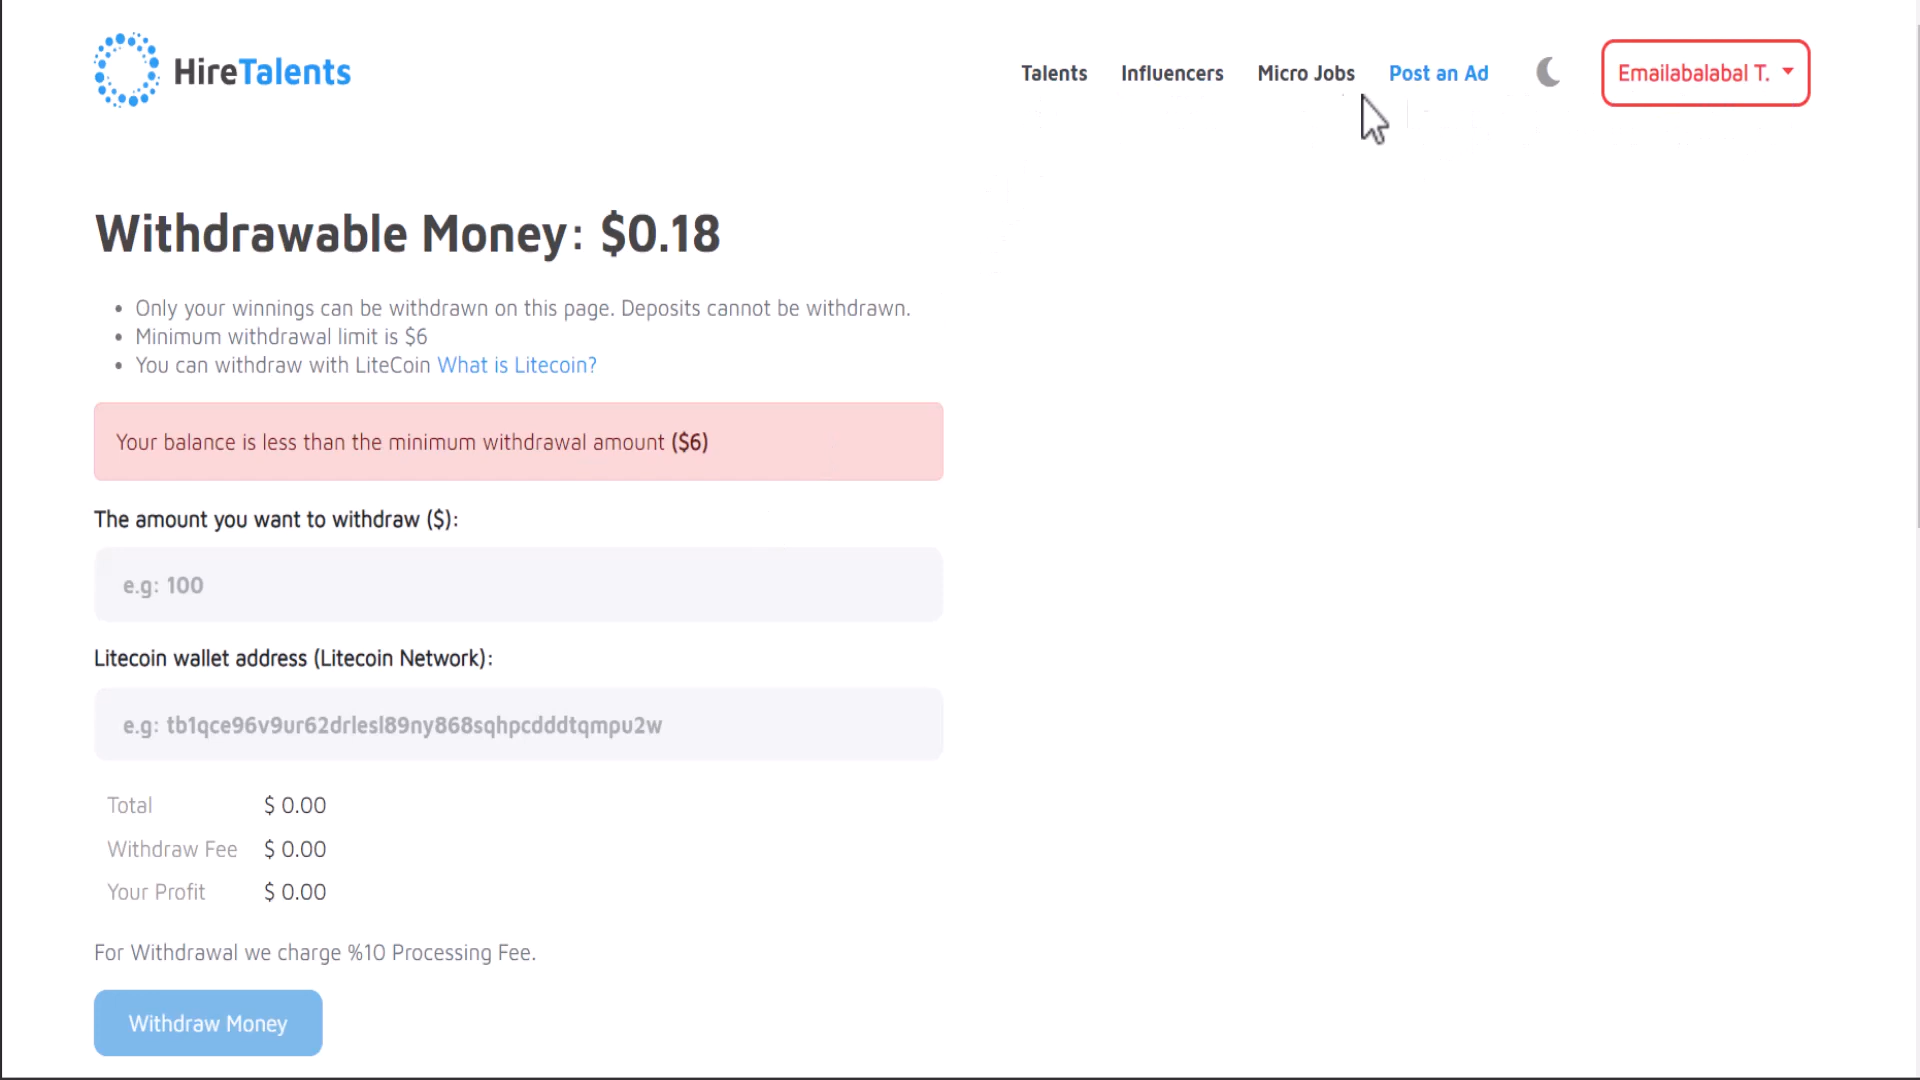 HireTalents
Talents Influencers Micro Jobs Post an Ad Emailabalabal T.
Withdrawable Money: $0.18
• Only your winnings can be withdrawn on this page. Deposits cannot be withdrawn.
• Minimum withdrawal limit is $6
• You can withdraw with LiteCoin What is Litecoin?
Your balance is less than the minimum withdrawal amount ($6)
The amount you want to withdraw ($):
e.g: 100
Litecoin wallet address (Litecoin Network):
e.g: tb1qce96v9ur62drlesl89ny868sqhpcdddtqmpu2w
Total $ 0.00
Withdraw Fee $ 0.00
Your Profit $ 0.00
For Withdrawal we charge %10 Processing Fee.
Withdraw Money